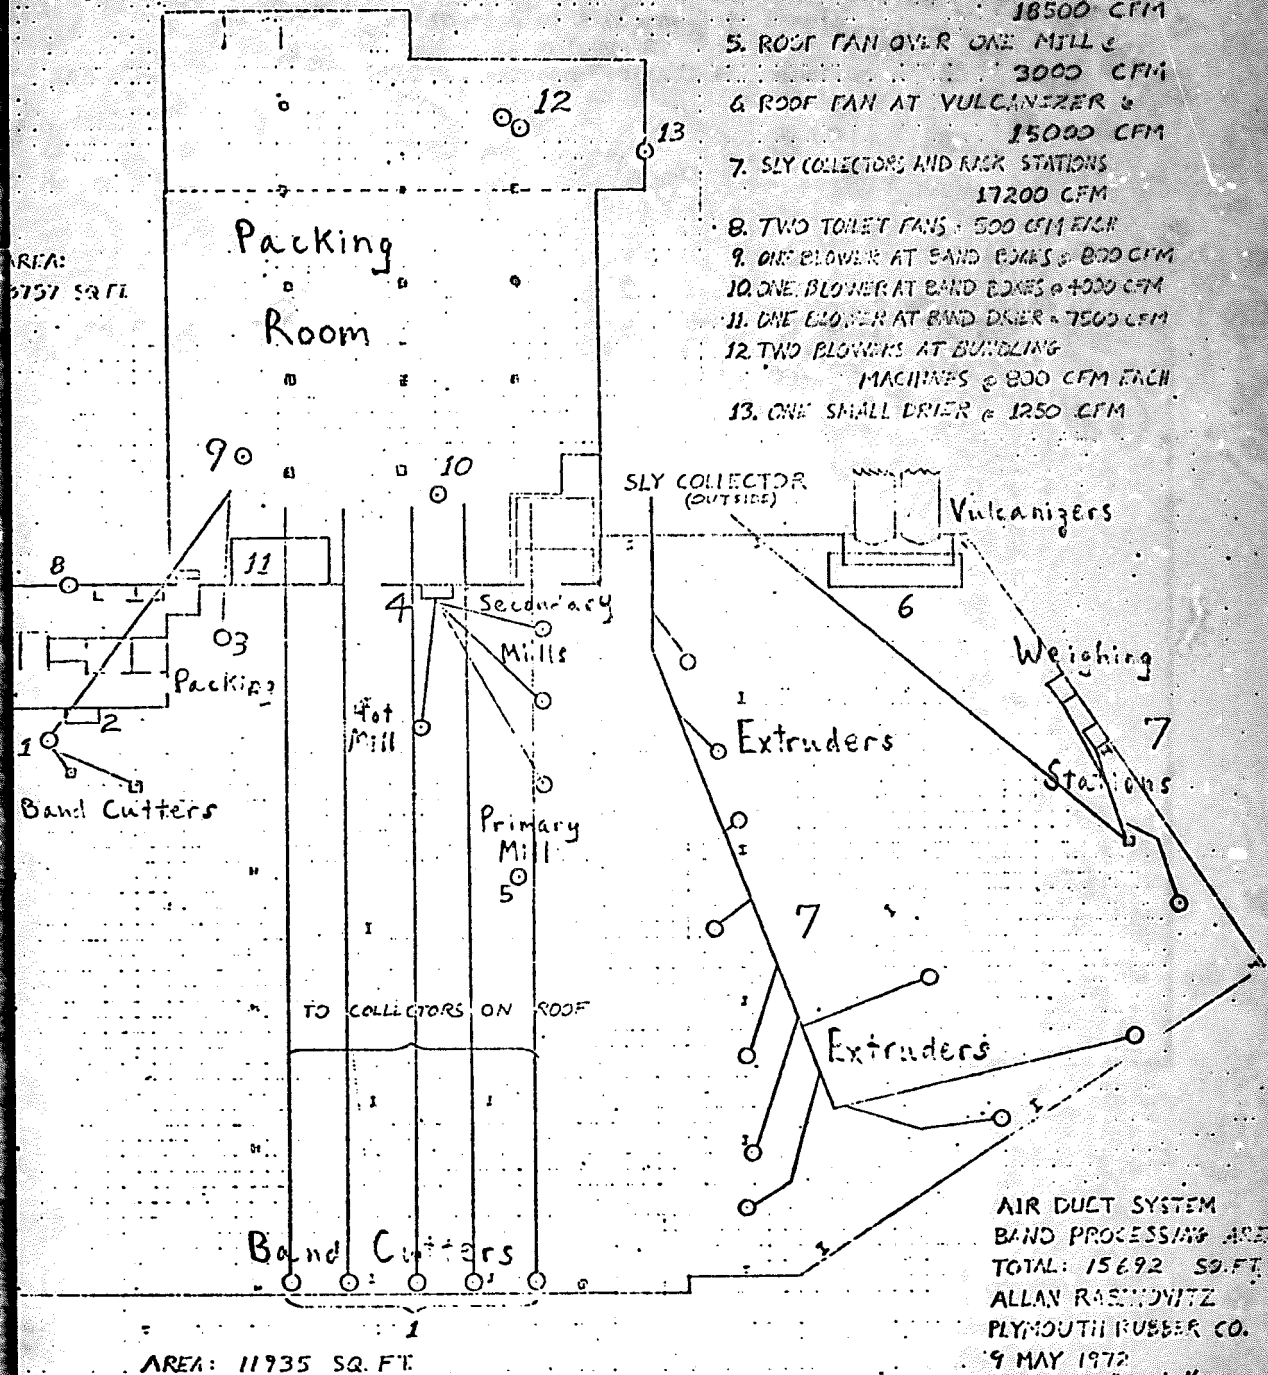 18500 CFM
5. ROOF FAN OVER ONE MILL @
3000 CFM
6 ROOF FAN AT VULCANIZER @
15000 CFM
7. SLY COLLECTORS AND RACK STATIONS
17200 CFM
8. TWO TOILET FANS - 500 CFM EACH
9. ONE BLOWER AT BAND BOXES @ 800 CFM
10. ONE BLOWER AT BAND BOXES @ 4000 CFM
11. ONE BLOWER AT BAND DRIER @ 7500 CFM
12. TWO BLOWERS AT BUNDLING
MACHINES @ 800 CFM EACH
13. ONE SMALL DRIER @ 1250 CFM
12
13
Packing
Room
AREA:
3757 SQ FT.
9
10
SLY COLLECTOR
(OUTSIDE)
Vulcanizers
8
11
4
Secondary
Mills
6
3
Packing
Weighing
7
Stations
2
1
Hot
Mill
Extruders
Band Cutters
Primary
Mill
5
7
TO COLLECTORS ON ROOF
Extruders
Band Cutters
1
AREA: 11935 SQ. FT.
AIR DUCT SYSTEM
BAND PROCESSING ARE
TOTAL: 15692 SQ. FT
ALLAN
PLYMOUTH RUBBER CO.
9 MAY 1972